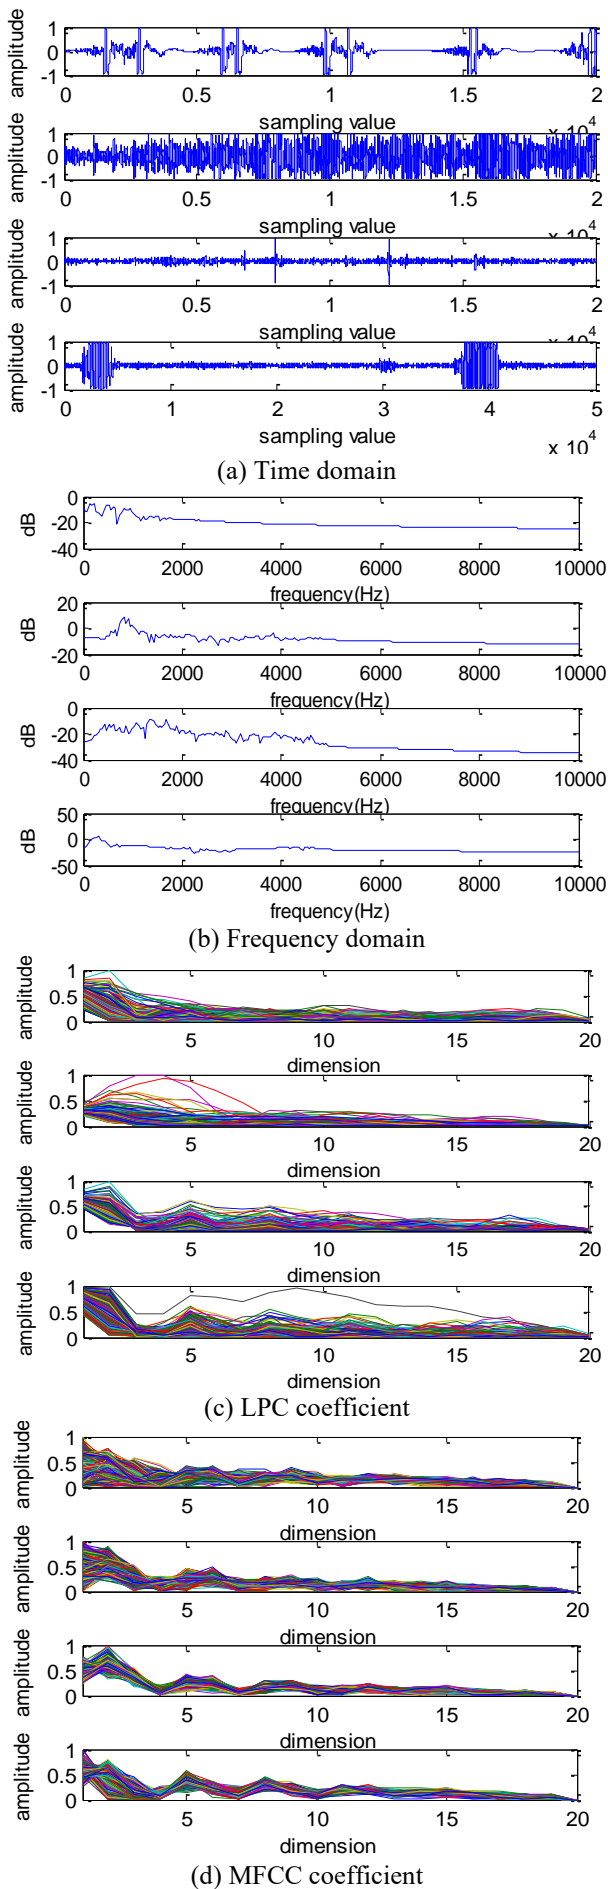 amplitude
1
0
-1
0 0.5 1 1.5 2
sampling value
x 10^4
amplitude
1
0
-1
0 0.5 1 1.5 2
sampling value
x 10^4
amplitude
1
0
-1
0 0.5 1 1.5 2
sampling value
x 10^4
amplitude
1
0
-1
0 1 2 3 4 5
sampling value
x 10^4
(a) Time domain
dB
0
-20
-40
0 2000 4000 6000 8000 10000
frequency(Hz)
dB
20
0
-20
0 2000 4000 6000 8000 10000
frequency(Hz)
dB
0
-20
-40
0 2000 4000 6000 8000 10000
frequency(Hz)
dB
50
0
-50
0 2000 4000 6000 8000 10000
frequency(Hz)
(b) Frequency domain
amplitude
1
0.5
0
5 10 15 20
dimension
amplitude
1
0.5
0
5 10 15 20
dimension
amplitude
1
0.5
0
5 10 15 20
dimension
amplitude
1
0.5
0
5 10 15 20
dimension
(c) LPC coefficient
amplitude
1
0.5
0
5 10 15 20
dimension
amplitude
1
0.5
0
5 10 15 20
dimension
amplitude
1
0.5
0
5 10 15 20
dimension
amplitude
1
0.5
0
5 10 15 20
dimension
(d) MFCC coefficient